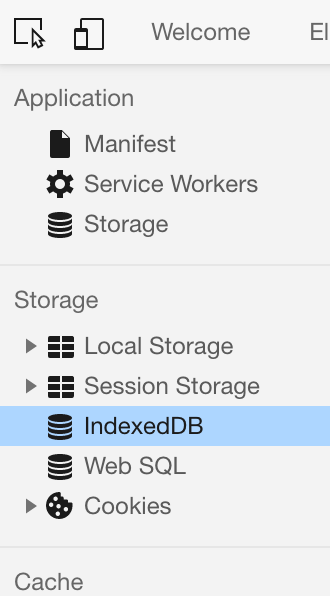 Welcome El
Application
Manifest
Service Workers
Storage
Storage
Local Storage
Session Storage
IndexedDB
Web SQL
Cookies
Cache